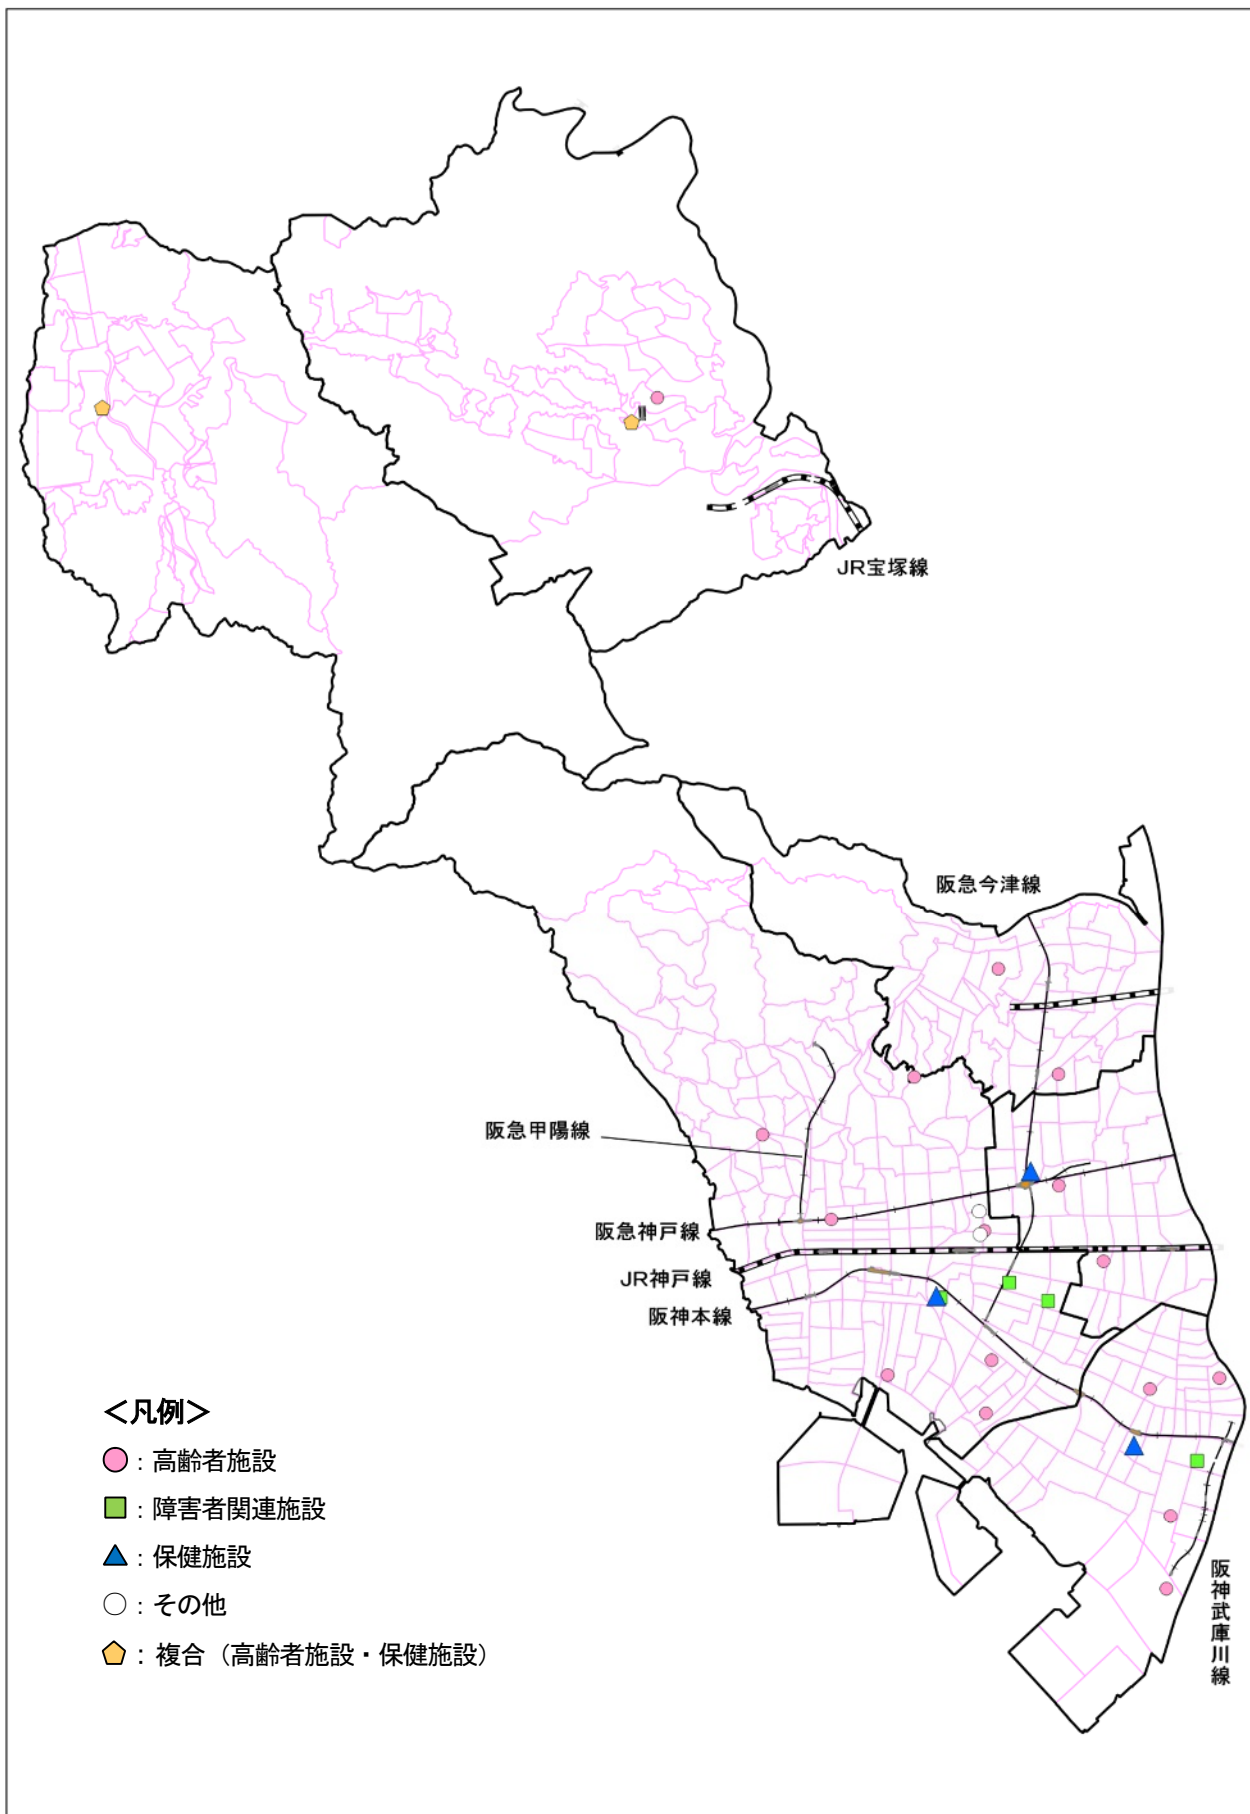 JR宝塚線
阪急今津線
阪急甲陽線
阪急神戸線
JR神戸線
阪神本線
阪神武庫川線
＜凡例＞
：高齢者施設
：障害者関連施設
：保健施設
：その他
：複合（高齢者施設・保健施設）